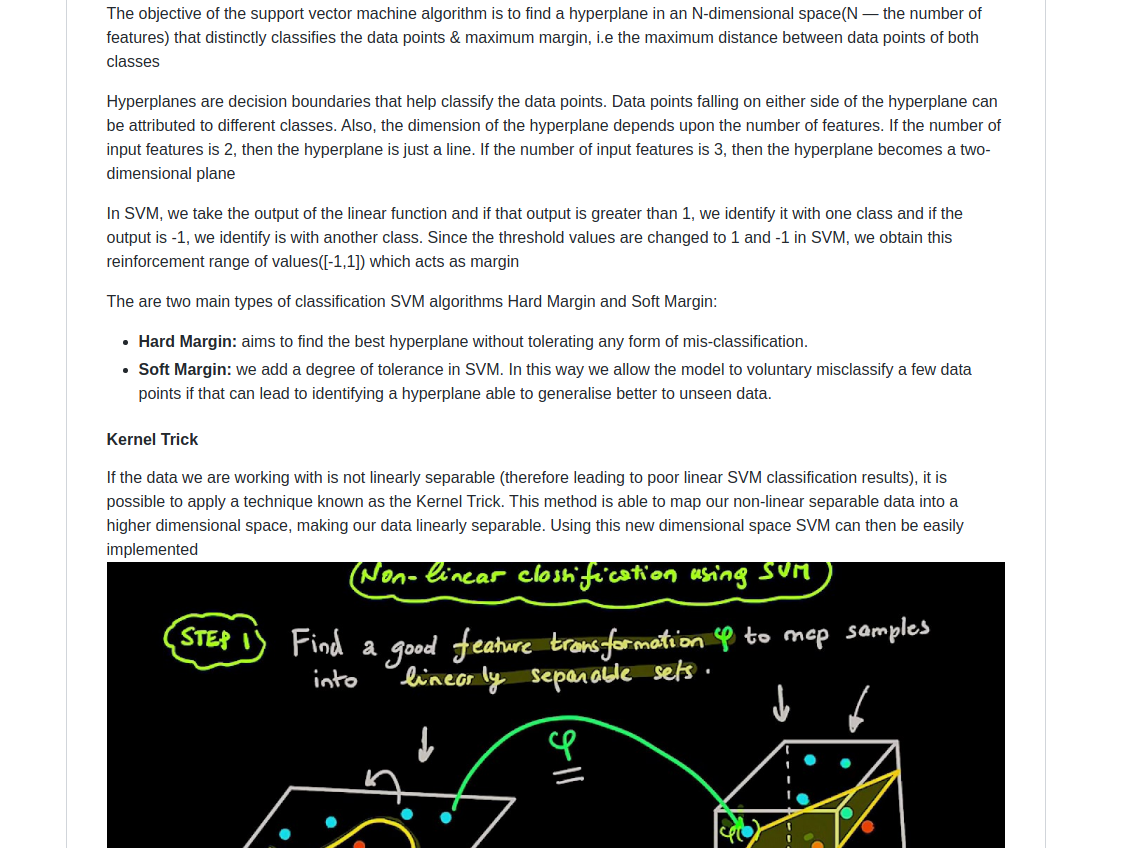 The objective of the support vector machine algorithm is to find a hyperplane in an N-dimensional space(N — the number of
features) that distinctly classifies the data points & maximum margin, i.e the maximum distance between data points of both
classes
Hyperplanes are decision boundaries that help classify the data points. Data points falling on either side of the hyperplane can
be attributed to different classes. Also, the dimension of the hyperplane depends upon the number of features. If the number of
input features is 2, then the hyperplane is just a line. If the number of input features is 3, then the hyperplane becomes a two-
dimensional plane
In SVM, we take the output of the linear function and if that output is greater than 1, we identify it with one class and if the
output is -1, we identify is with another class. Since the threshold values are changed to 1 and -1 in SVM, we obtain this
reinforcement range of values([-1,1]) which acts as margin
The are two main types of classification SVM algorithms Hard Margin and Soft Margin:
• Hard Margin: aims to find the best hyperplane without tolerating any form of mis-classification.
• Soft Margin: we add a degree of tolerance in SVM. In this way we allow the model to voluntary misclassify a few data
points if that can lead to identifying a hyperplane able to generalise better to unseen data.
Kernel Trick
If the data we are working with is not linearly separable (therefore leading to poor linear SVM classification results), it is
possible to apply a technique known as the Kernel Trick. This method is able to map our non-linear separable data into a
higher dimensional space, making our data linearly separable. Using this new dimensional space SVM can then be easily
implemented
Non-linear classification using SVM
STEP 1 Find a good feature transformation φ to map samples
into linearly separable sets.
φ
φ( )